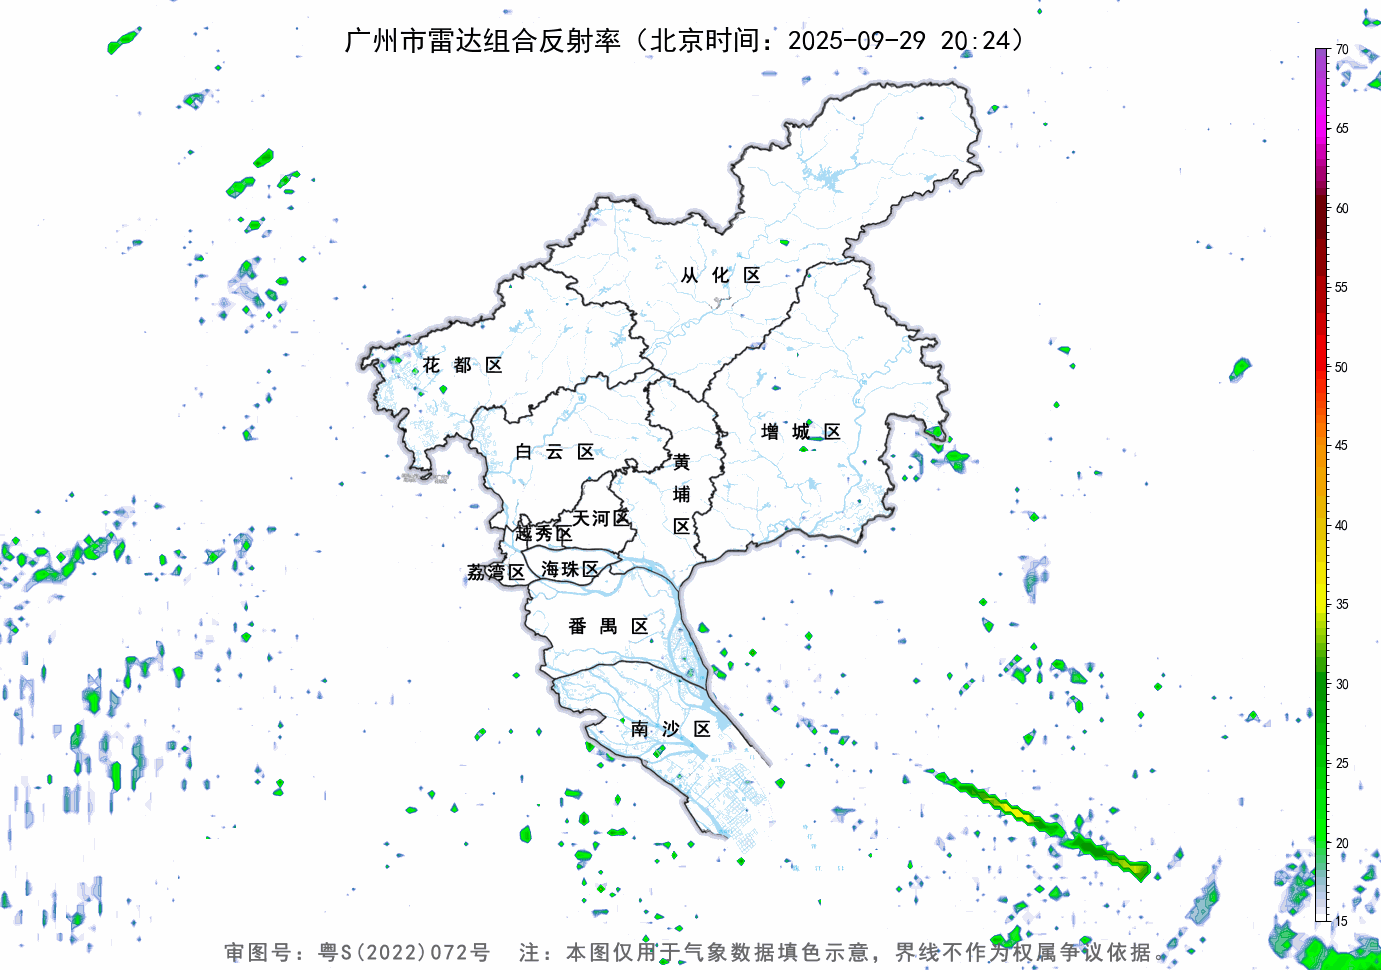 广州市雷达组合反射率（北京时间：2025-09-29 20:24）
70
65
60
55
50
45
40
35
30
25
20
15
从化区
花都区
增城区
白云区
黄埔区
天河区
越秀区
海珠区
荔湾区
番禺区
南沙区
审图号：粤S(2022)072号 注：本图仅用于气象数据填色示意，界线不作为权属争议依据。